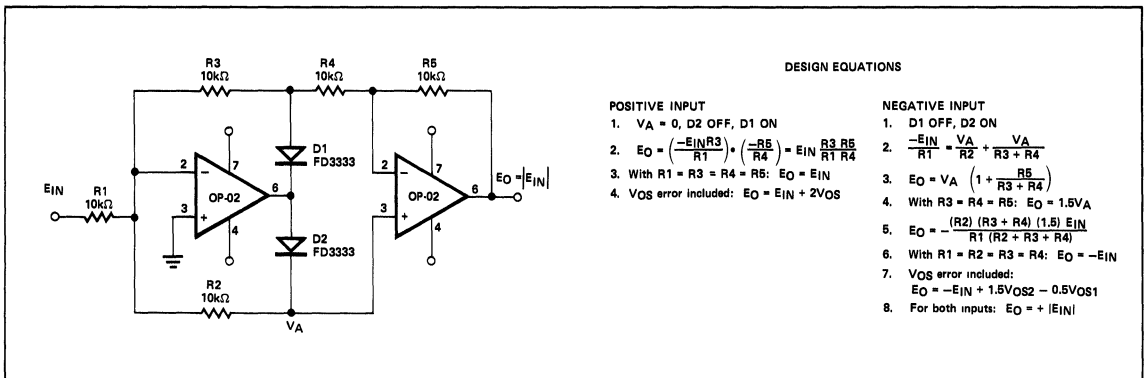 R3
10kΩ
R4
10kΩ
R5
10kΩ
D1
FD3333
2
7
3
4
6
OP-02
EIN
R1
10kΩ
D2
FD3333
2
7
3
4
6
OP-02
EO = |EIN|
R2
10kΩ
VA
DESIGN EQUATIONS
POSITIVE INPUT
1. VA = 0, D2 OFF, D1 ON
2. EO = (-EINR3/R1) • (-R5/R4) = EIN R3 R5/R1 R4
3. With R1 = R3 = R4 = R5: EO = EIN
4. VOS error included: EO = EIN + 2VOS
NEGATIVE INPUT
1. D1 OFF, D2 ON
2. -EIN/R1 = VA/R2 + VA/R3 + R4
3. EO = VA (1 + R5/R3 + R4)
4. With R3 = R4 = R5: EO = 1.5VA
5. EO = - (R2) (R3 + R4) (1.5) EIN/R1 (R2 + R3 + R4)
6. With R1 = R2 = R3 = R4: EO = -EIN
7. VOS error included:
EO = -EIN + 1.5VOS2 - 0.5VOS1
8. For both inputs: EO = + |EIN|